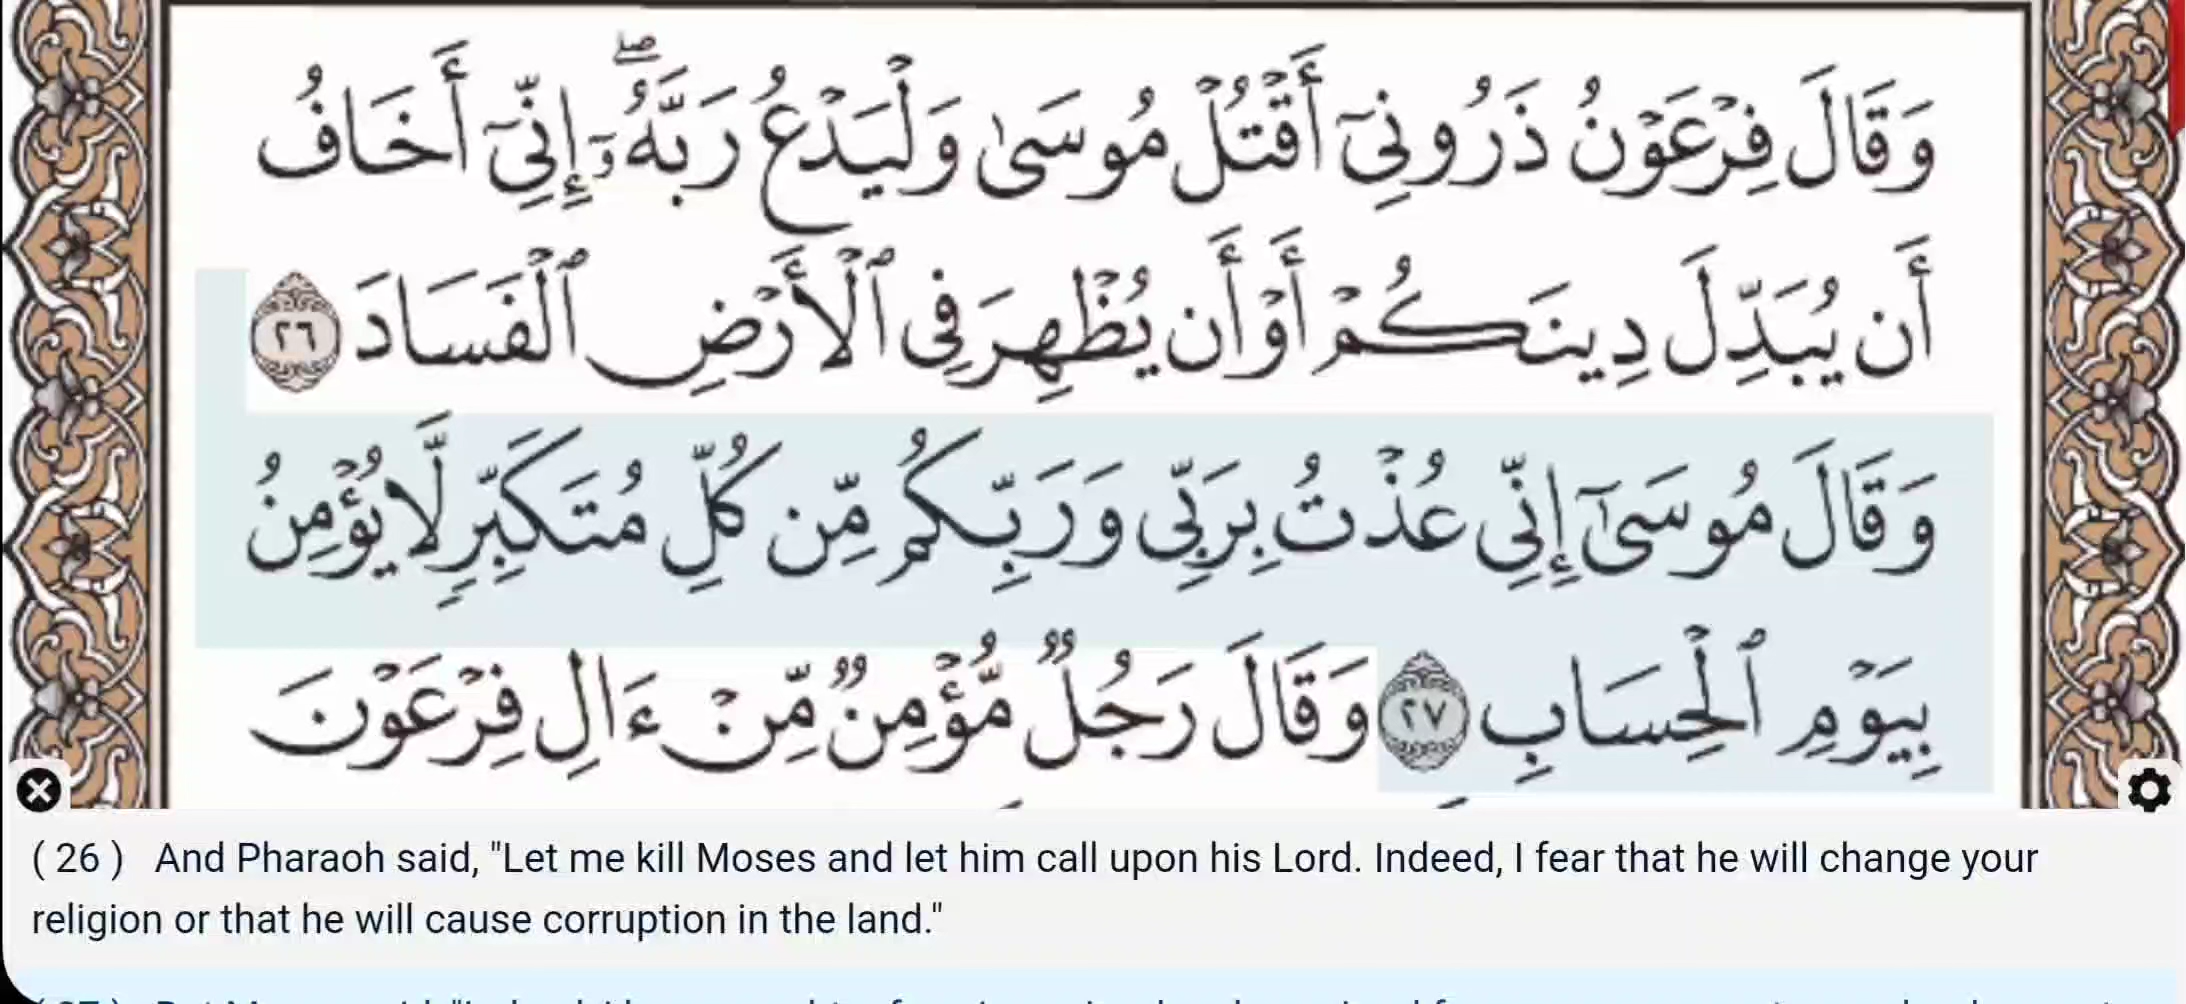 وَقَالَ فِرْعَوْنُ ذَرُونِىٓ أَقْتُلْ مُوسَىٰ وَلْيَدْعُ رَبَّهُۥٓ ۖ إِنِّىٓ أَخَافُ
أَن يُبَدِّلَ دِينَكُمْ أَوْ أَن يُظْهِرَ فِى ٱلْأَرْضِ ٱلْفَسَادَ ٢٦
وَقَالَ مُوسَىٰٓ إِنِّى عُذْتُ بِرَبِّى وَرَبِّكُم مِّن كُلِّ مُتَكَبِّرٍ لَّا يُؤْمِنُ
بِيَوْمِ ٱلْحِسَابِ ٢٧ وَقَالَ رَجُلٌ مُّؤْمِنٌ مِّنْ ءَالِ فِرْعَوْنَ
( 26 ) And Pharaoh said, "Let me kill Moses and let him call upon his Lord. Indeed, I fear that he will change your
religion or that he will cause corruption in the land."